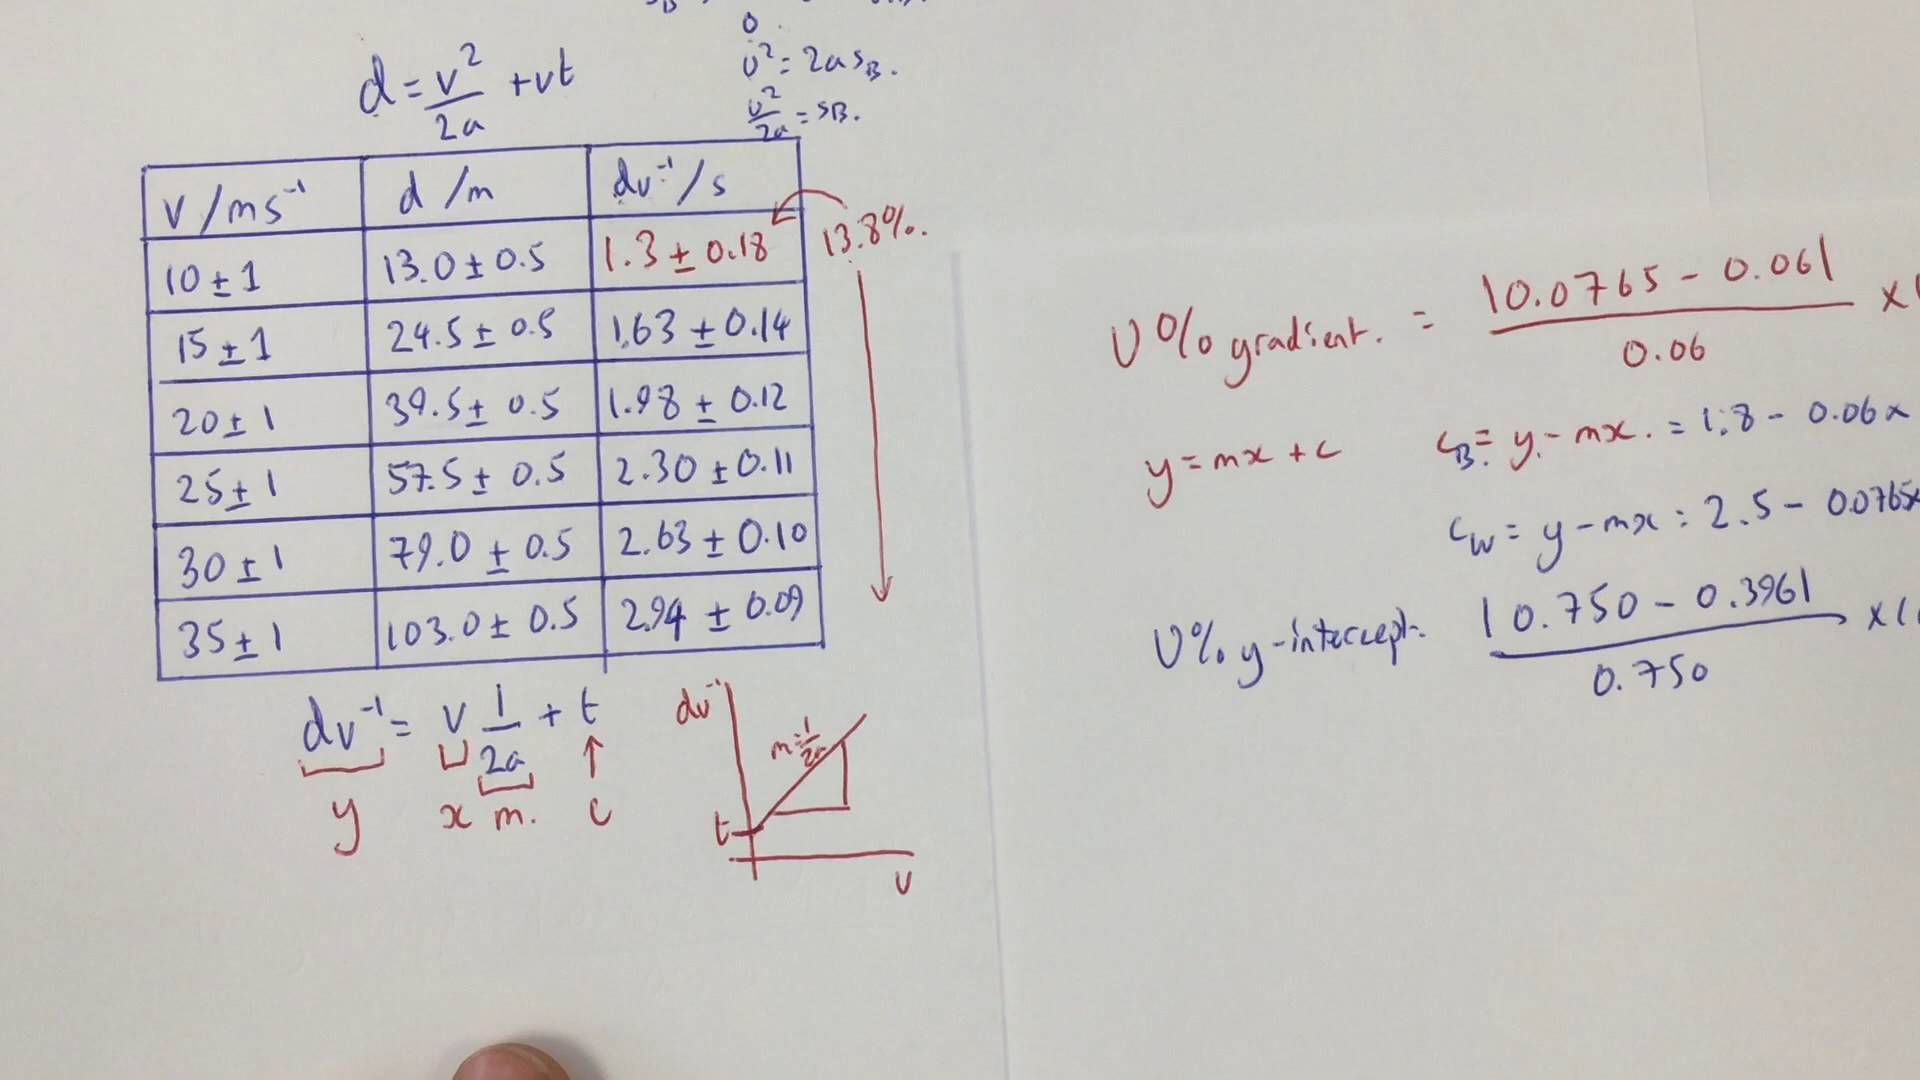 d = v²/2a + vt
0
v² = 2a s_B.
v²/2a = s_B.
V /ms⁻¹ d /m dv⁻¹ / s
10 ± 1 13.0 ± 0.5 1.3 ± 0.18
13.8%.
15 ± 1 24.5 ± 0.5 1.63 ± 0.14
20 ± 1 39.5 ± 0.5 1.98 ± 0.12
25 ± 1 57.5 ± 0.5 2.30 ± 0.11
30 ± 1 79.0 ± 0.5 2.63 ± 0.10
35 ± 1 103.0 ± 0.5 2.94 ± 0.09
dv⁻¹ = v 1/2a + t
y x m. c
dv⁻¹
m = 1/2a
t
v
U% gradient. = |0.0765 - 0.06| / 0.06 ×
y = mx + c
c_B = y - mx. = 1.8 - 0.06×
c_W = y - mx = 2.5 - 0.0765×
U% y-intercept. |0.750 - 0.396| / 0.750 ×